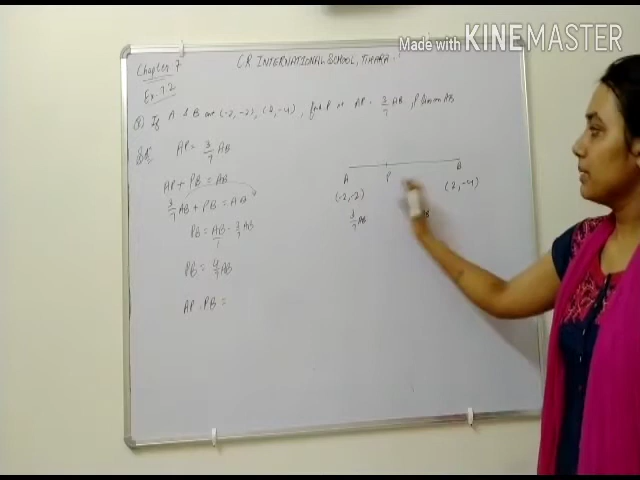 Made with KINEMASTER
Chapter 7
C.R INTERNATIONAL SCHOOL,
Ex-7.2
If A & B are (-2,-2), (2,-4), find P st AP = 3/7 AB, P lies on AB
Sol
AP = 3/7 AB
AP + PB = AB
3/7 AB + PB = AB
PB = AB - 3/7 AB
PB = 4/7 AB
AP : PB =
A P B
(-2,-2) (2,-4)
3/7 AB